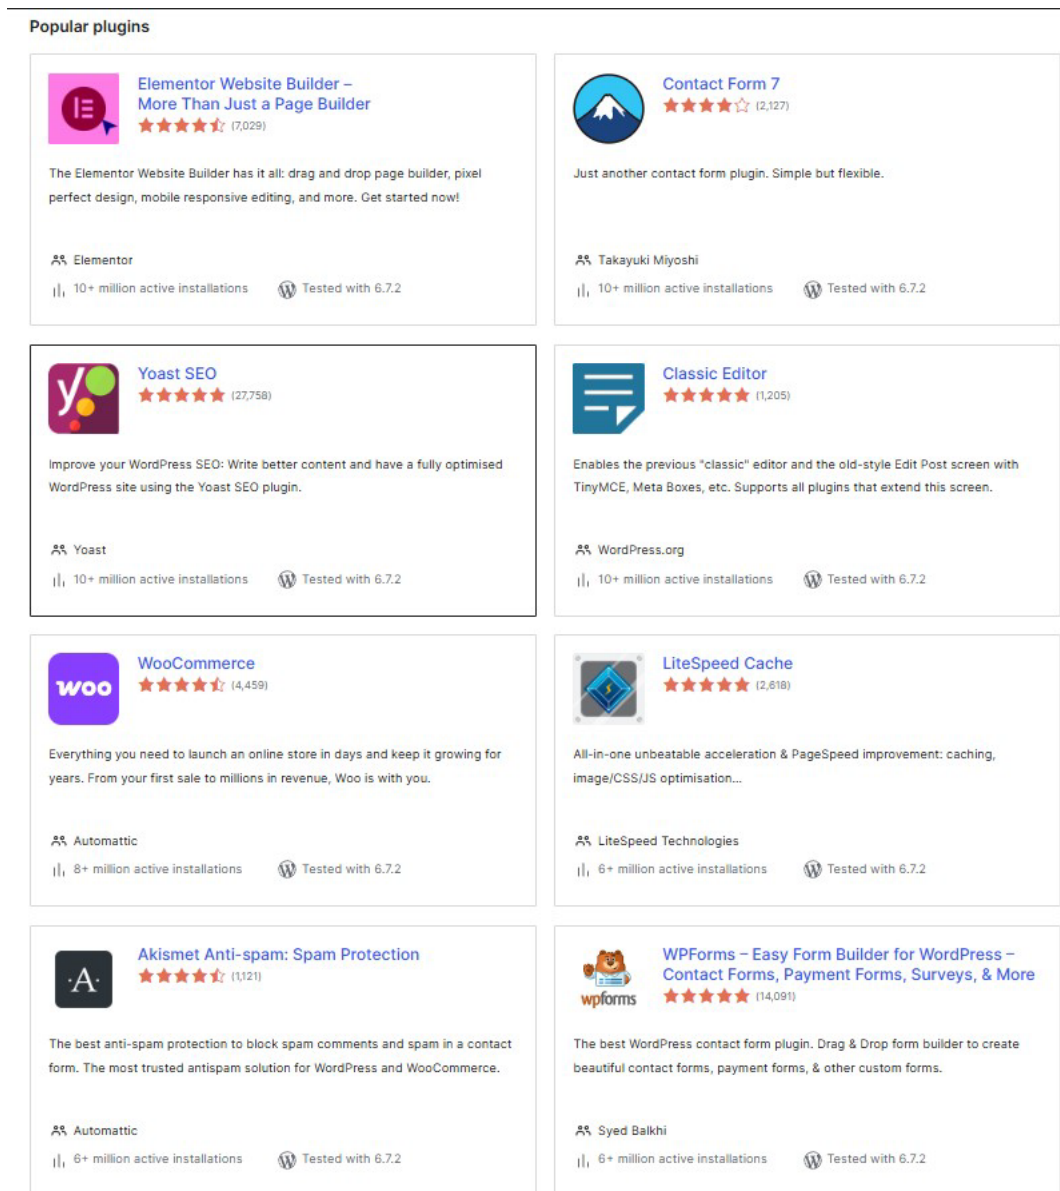 Popular plugins
Elementor Website Builder –
More Than Just a Page Builder
(7,029)
The Elementor Website Builder has it all: drag and drop page builder, pixel
perfect design, mobile responsive editing, and more. Get started now!
Elementor
10+ million active installations Tested with 6.7.2
Contact Form 7
(2,127)
Just another contact form plugin. Simple but flexible.
Takayuki Miyoshi
10+ million active installations Tested with 6.7.2
Yoast SEO
(27,758)
Improve your WordPress SEO: Write better content and have a fully optimised
WordPress site using the Yoast SEO plugin.
Yoast
10+ million active installations Tested with 6.7.2
Classic Editor
(1,205)
Enables the previous "classic" editor and the old-style Edit Post screen with
TinyMCE, Meta Boxes, etc. Supports all plugins that extend this screen.
WordPress.org
10+ million active installations Tested with 6.7.2
woo
WooCommerce
(4,459)
Everything you need to launch an online store in days and keep it growing for
years. From your first sale to millions in revenue, Woo is with you.
Automattic
8+ million active installations Tested with 6.7.2
LiteSpeed Cache
(2,618)
All-in-one unbeatable acceleration & PageSpeed improvement: caching,
image/CSS/JS optimisation...
LiteSpeed Technologies
6+ million active installations Tested with 6.7.2
·A·
Akismet Anti-spam: Spam Protection
(1,121)
The best anti-spam protection to block spam comments and spam in a contact
form. The most trusted antispam solution for WordPress and WooCommerce.
Automattic
6+ million active installations Tested with 6.7.2
wpforms
WPForms – Easy Form Builder for WordPress –
Contact Forms, Payment Forms, Surveys, & More
(14,091)
The best WordPress contact form plugin. Drag & Drop form builder to create
beautiful contact forms, payment forms, & other custom forms.
Syed Balkhi
6+ million active installations Tested with 6.7.2